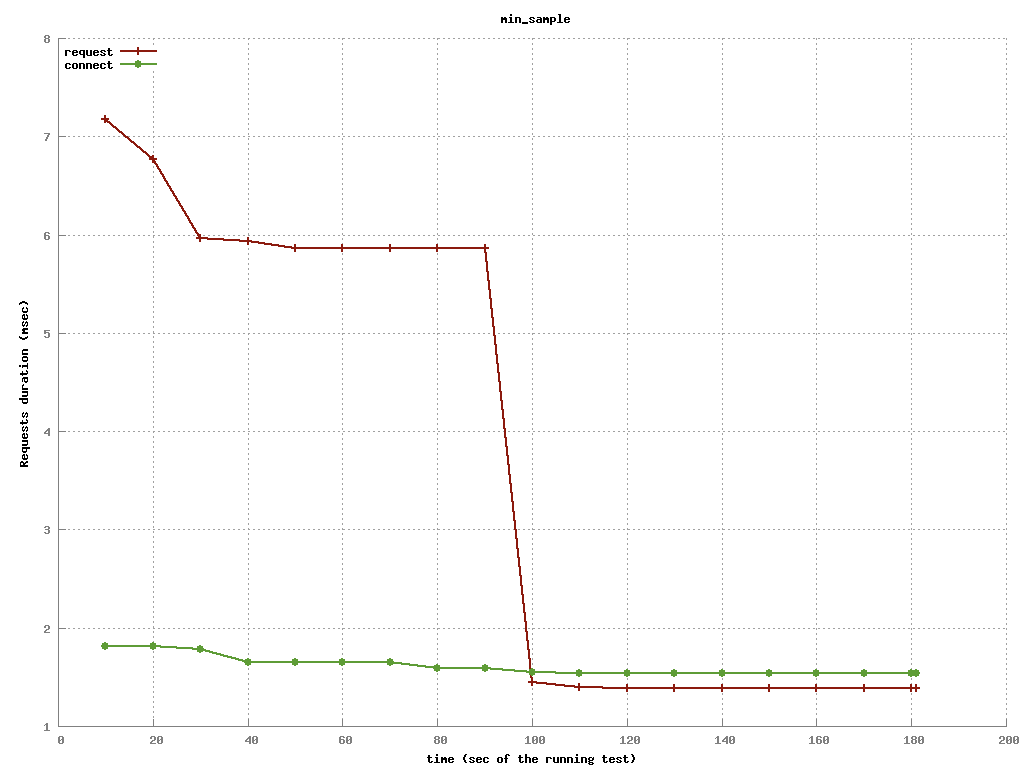 min_sample
8
request
connect
7
6
5
4
3
2
1
Requests duration (msec)
0 20 40 60 80 100 120 140 160 180 200
time (sec of the running test)